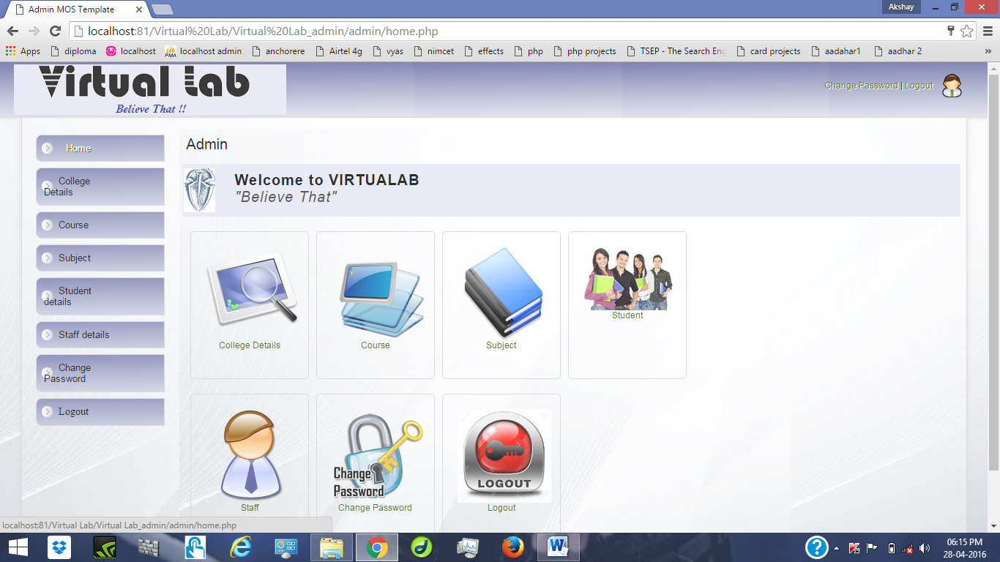 Admin MOS Template
Akshay
localhost:81/Virtual%20Lab/Virtual%20Lab_admin/admin/home.php
Apps diploma localhost localhost admin anchorere Airtel 4g vyas nimcet effects php php projects TSEP - The Search En card projects aadahar1 aadhar 2 »
PMA
Virtual Lab
Believe That !!
Change Password | Logout
Home
College
Details
Course
Subject
Student
details
Staff details
Change
Password
Logout
Admin
Welcome to VIRTUALAB
"Believe That"
College Details
Course
Subject
Student
Change
Password
LOGOUT
Staff
Change Password
Logout
localhost:81/Virtual Lab/Virtual Lab_admin/admin/home.php
06:15 PM
28-04-2016